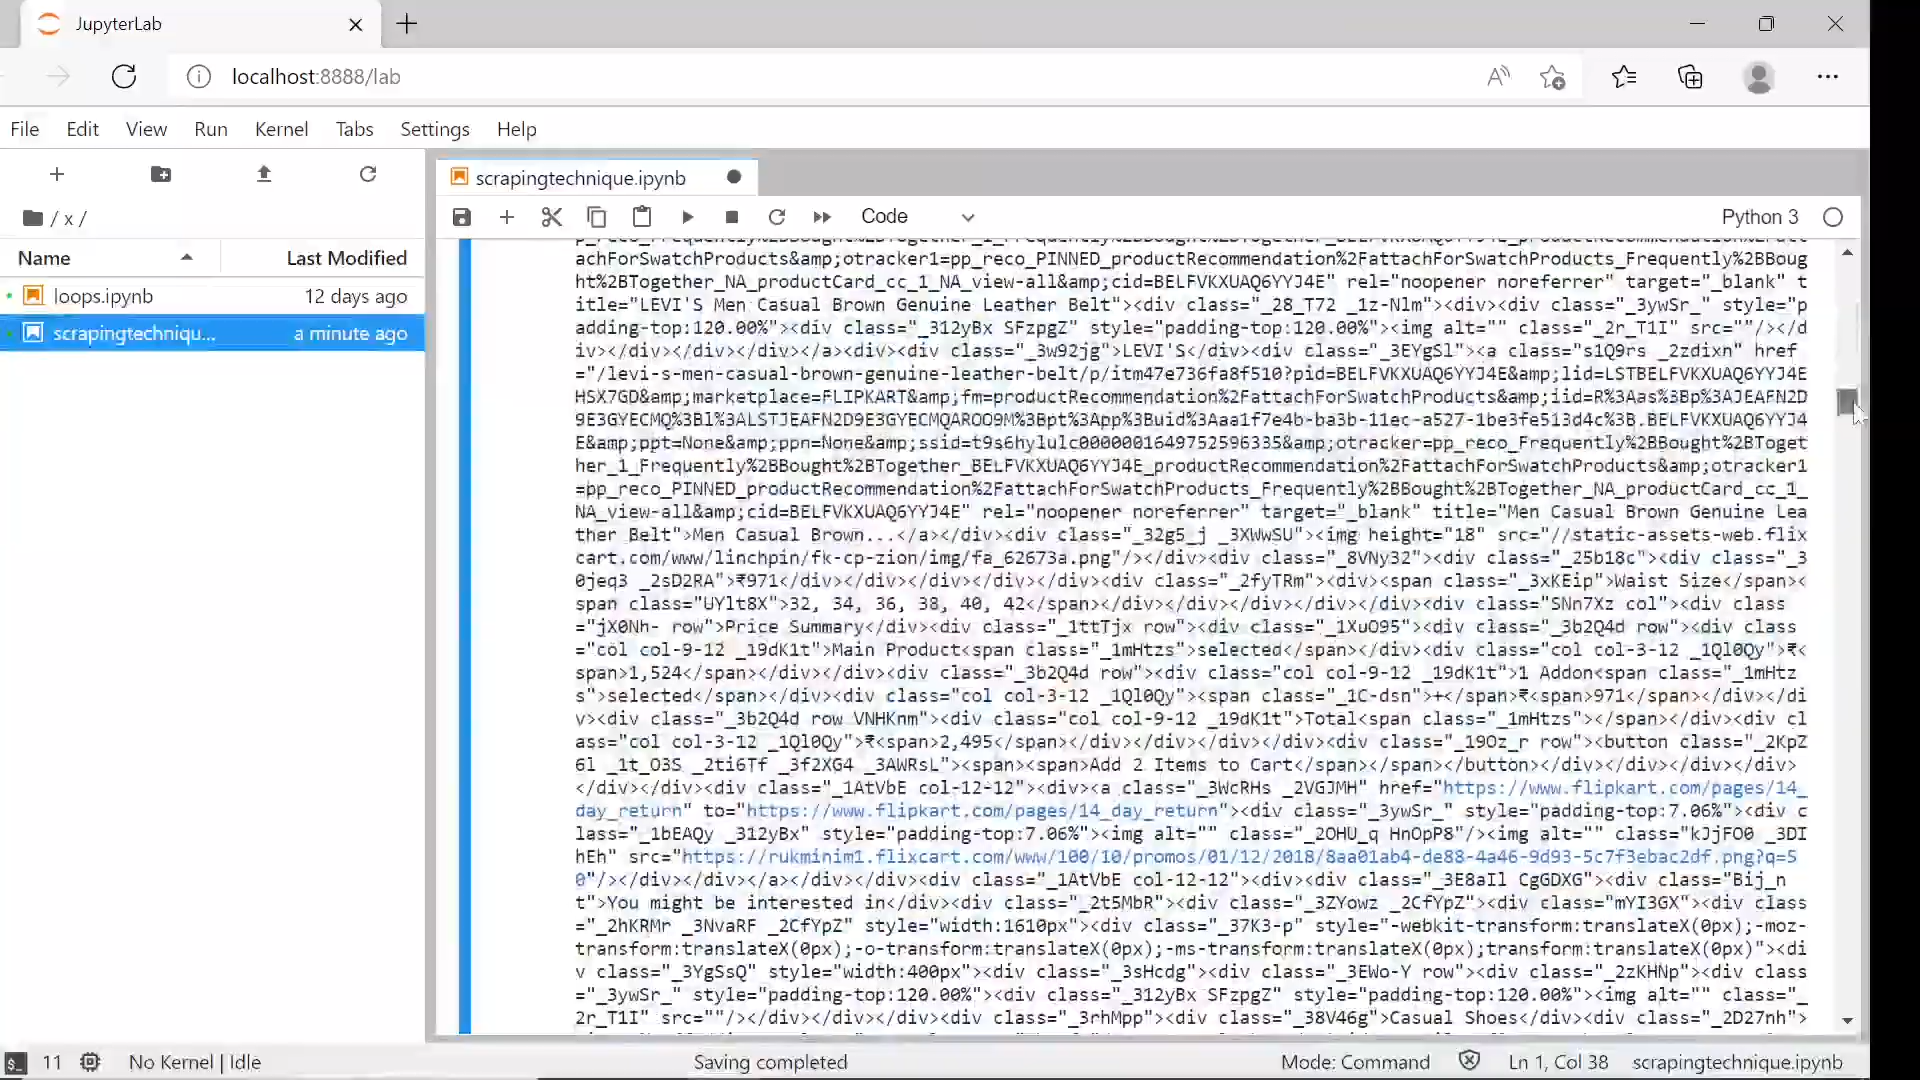 JupyterLab
localhost:8888/lab
File Edit View Run Kernel Tabs Settings Help
scrapingtechnique.ipynb
/ x /
Code
Python 3
Name Last Modified
loops.ipynb 12 days ago
scrapingtechniqu... a minute ago
achForSwatchProducts&amp;otracker1=pp_reco_PINNED_productRecommendation%2FattachForSwatchProducts_Frequently%2BBoug
ht%2BTogether_NA_productCard_cc_1_NA_view-all&amp;cid=BELFVKXUAQ6YYJ4E" rel="noopener noreferrer" target="_blank" t
itle="LEVI'S Men Casual Brown Genuine Leather Belt"><div class="_28_T72 _1z-Nlm"><div><div class="_3ywSr_" style="p
adding-top:120.00%"><div class="_312yBx SFzpgZ" style="padding-top:120.00%"><img alt="" class="_2r_T1I" src=""/></d
iv></div></div></div></a><div><div class="_3w92jg">LEVI'S</div><div class="_3EYgSl"><a class="s1Q9rs _2zdixn" href
="/levi-s-men-casual-brown-genuine-leather-belt/p/itm47e736fa8f510?pid=BELFVKXUAQ6YYJ4E&amp;lid=LSTBELFVKXUAQ6YYJ4E
HSX7GD&amp;marketplace=FLIPKART&amp;fm=productRecommendation%2FattachForSwatchProducts&amp;iid=R%3Aas%3Bp%3AJEAFN2D
9E3GYECMQ%3Bl%3ALSTJEAFN2D9E3GYECMQAROO9M%3Bpt%3App%3Buid%3Aaa1f7e4b-ba3b-11ec-a527-1be3fe513d4c%3B.BELFVKXUAQ6YYJ4
E&amp;ppt=None&amp;ppn=None&amp;ssid=t9s6hylulc0000001649752596335&amp;otracker=pp_reco_Frequently%2BBought%2BToget
her_1_Frequently%2BBought%2BTogether_BELFVKXUAQ6YYJ4E_productRecommendation%2FattachForSwatchProducts&amp;otracker1
=pp_reco_PINNED_productRecommendation%2FattachForSwatchProducts_Frequently%2BBought%2BTogether_NA_productCard_cc_1_
NA_view-all&amp;cid=BELFVKXUAQ6YYJ4E" rel="noopener noreferrer" target="_blank" title="Men Casual Brown Genuine Lea
ther Belt">Men Casual Brown...</a></div><div class="_32g5_j _3XWwSU"><img height="18" src="//static-assets-web.flix
cart.com/www/linchpin/fk-cp-zion/img/fa_62673a.png"/></div><div class="_8VNy32"><div class="_25b18c"><div class="_3
0jeq3 _2sD2RA">₹971</div></div></div></div><div class="_2fyTRm"><div><span class="_3xKEip">Waist Size</span><
span class="UYlt8X">32, 34, 36, 38, 40, 42</span></div></div></div></div><div class="SNn7Xz col"><div class
="jX0Nh- row">Price Summary</div><div class="_1ttTjx row"><div class="_1XuO95"><div class="_3b2Q4d row"><div class
="col col-9-12 _19dK1t">Main Product<span class="_1mHtzs">selected</span></div><div class="col col-3-12 _1Ql0Qy">₹<
span>1,524</span></div></div><div class="_3b2Q4d row"><div class="col col-9-12 _19dK1t">1 Addon<span class="_1mHtz
s">selected</span></div><div class="col col-3-12 _1Ql0Qy"><span class="_1C-dsn">+</span>₹<span>971</span></div></di
v><div class="_3b2Q4d row VNHKnm"><div class="col col-9-12 _19dK1t">Total<span class="_1mHtzs"></span></div><div cl
ass="col col-3-12 _1Ql0Qy">₹<span>2,495</span></div></div></div></div><div class="_19Oz_r row"><button class="_2KpZ
6l _1t_O3S _2ti6Tf _3f2XG4 _3AWRsL"><span><span>Add 2 Items to Cart</span></span></button></div></div></div></div>
</div></div><div class="_1AtVbE col-12-12"><div><a class="_3WcRHs _2VGJMH" href="https://www.flipkart.com/pages/14_
day_return" to="https://www.flipkart.com/pages/14_day_return"><div class="_3ywSr_" style="padding-top:7.06%"><div c
lass="_1bEAQy _312yBx" style="padding-top:7.06%"><img alt="" class="_2OHU_q HnOpP8"/><img alt="" class="kJjFO0 _3DI
hEh" src="https://rukminim1.flixcart.com/www/100/10/promos/01/12/2018/8aa01ab4-de88-4a46-9d93-5c7f3ebac2df.png?q=5
0"/></div></div></a></div></div><div class="_1AtVbE col-12-12"><div><div class="_3E8aIl CgGDXG"><div class="Bij_n
t">You might be interested in</div><div class="_2t5MbR"><div class="_3ZYowz _2CfYpZ"><div class="mYI3GX"><div class
="_2hKRMr _3NvaRF _2CfYpZ" style="width:1610px"><div class="_37K3-p" style="-webkit-transform:translateX(0px);-moz-
transform:translateX(0px);-o-transform:translateX(0px);-ms-transform:translateX(0px);transform:translateX(0px)"><di
v class="_3YgSsQ" style="width:400px"><div class="_3sHcdg"><div class="_3EWo-Y row"><div class="_2zKHNp"><div class
="_3ywSr_" style="padding-top:120.00%"><div class="_312yBx SFzpgZ" style="padding-top:120.00%"><img alt="" class="_
2r_T1I" src=""/></div></div></div><div class="_3rhMpp"><div class="_38V46g">Casual Shoes</div><div class="_2D27nh">
11 No Kernel | Idle Saving completed Mode: Command Ln 1, Col 38 scrapingtechnique.ipynb